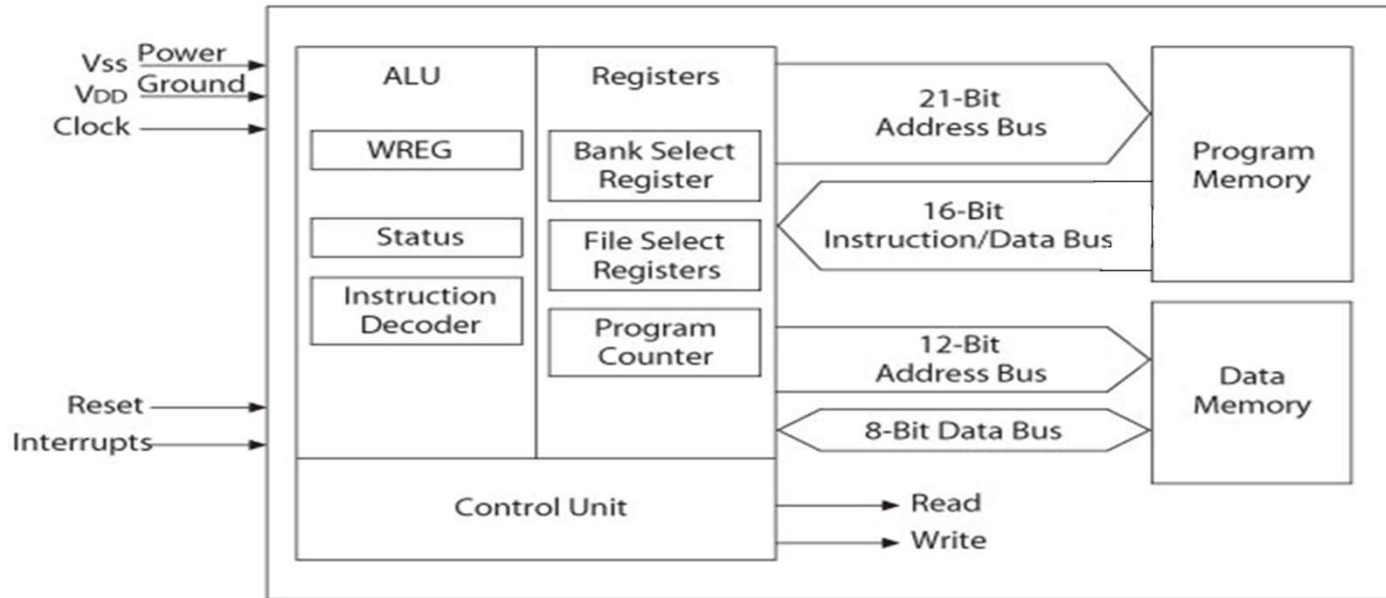 Vss Power
VDD Ground
Clock
Reset
Interrupts
ALU
WREG
Status
Instruction
Decoder
Registers
Bank Select
Register
File Select
Registers
Program
Counter
Control Unit
21-Bit
Address Bus
16-Bit
Instruction/Data Bus
12-Bit
Address Bus
8-Bit Data Bus
Read
Write
Program
Memory
Data
Memory